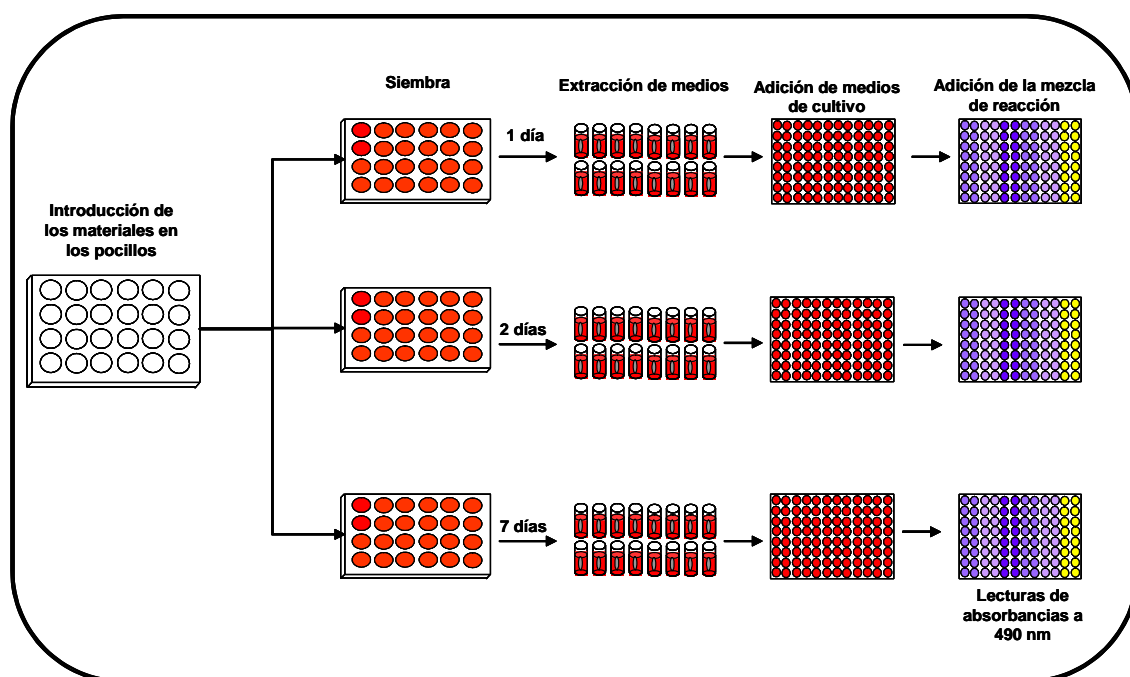 Siembra
Extracción de medios
Adición de medios
de cultivo
Adición de la mezcla
de reacción
Introducción de
los materiales en
los pocillos
1 día
2 días
7 días
Lecturas de
absorbancias a
490 nm